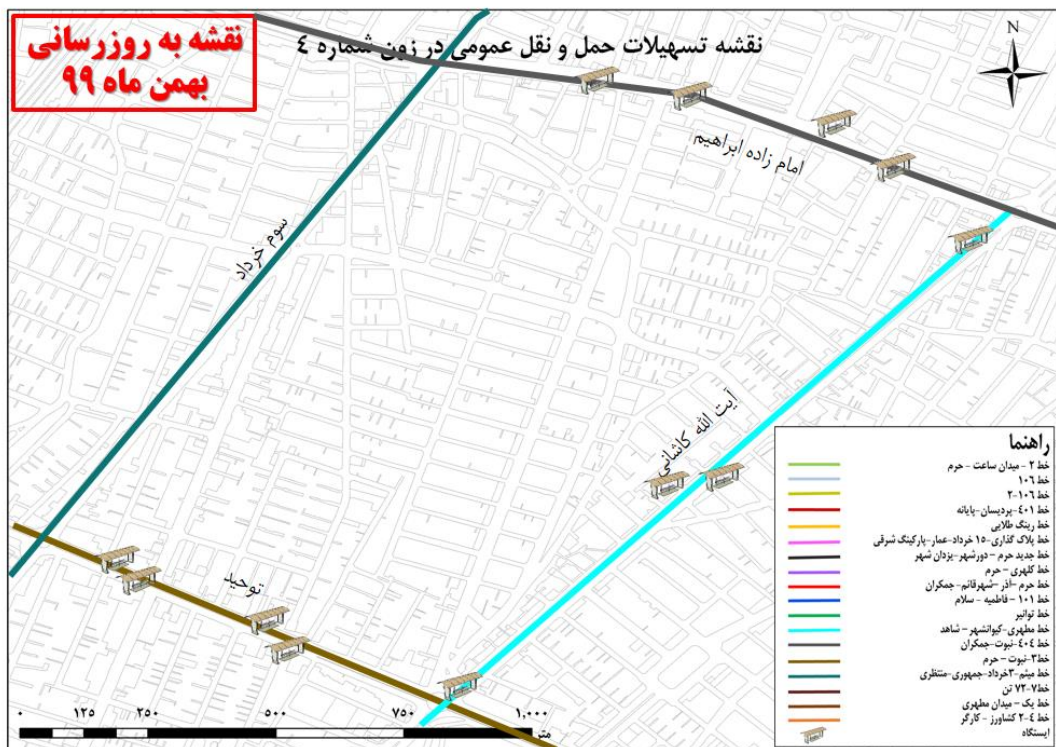 نقشه به روزرسانی
بهمن ماه ۹۹
نقشه تسهیلات حمل و نقل عمومی در زون شماره ٤
N
امام زاده ابراهیم
سوم خرداد
آیت الله کاشانی
توحید
راهنما
خط ۲ - میدان ساعت - حرم
خط ۱۰۶
خط ۱۰۶-۲
خط ٤۰۱-پردیسان-پایانه
خط رینگ طلایی
خط پلاک گذاری-۱۵ خرداد-عمار-پارکینگ شرقی
خط جدید حرم - دورشهر-یزدان شهر
خط کلهری - حرم
خط حرم -آذر -شهرقائم-جمکران
خط ۱۰۱ - فاطمیه - سلام
خط توانیر
خط مطهری-کیوانشهر - شاهد
خط ٤۰٤-نبوت-جمکران
خط۳-نبوت - حرم
خط میثم-۳خرداد-جمهوری-منتظری
خط۷-۷۲ تن
خط یک - میدان مطهری
خط ٤-۲ کشاورز - کارگر
ایستگاه
۰ ۱۲۵ ۲۵۰ ۵۰۰ ۷۵۰ ۱,۰۰۰
متر